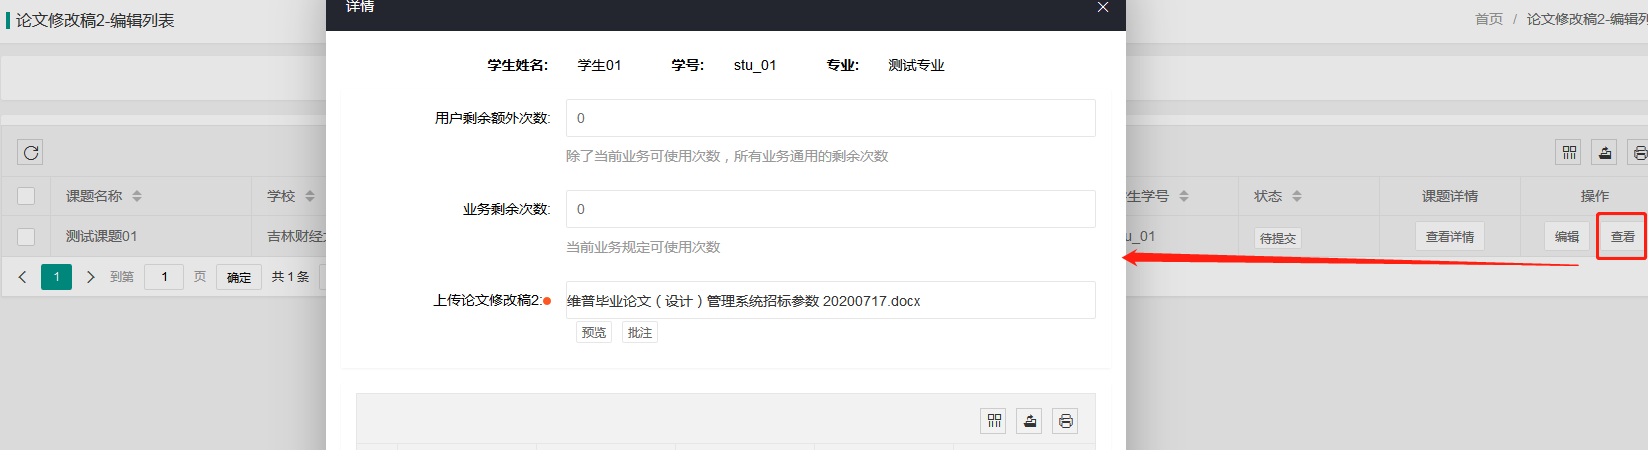 详情
论文修改稿2-编辑列表
首页 / 论文修改稿2-编辑列
学生姓名: 学生01 学号: stu_01 专业: 测试专业
用户剩余额外次数: 0
除了当前业务可使用次数，所有业务通用的剩余次数
课题名称 学校 生学号 状态 课题详情 操作
业务剩余次数: 0
测试课题01 吉林财经 u_01 待提交 查看详情 编辑 查看
当前业务规定可使用次数
1 到第 1 页 确定 共 1 条
上传论文修改稿2: 维普毕业论文（设计）管理系统招标参数 20200717.docx
预览 批注